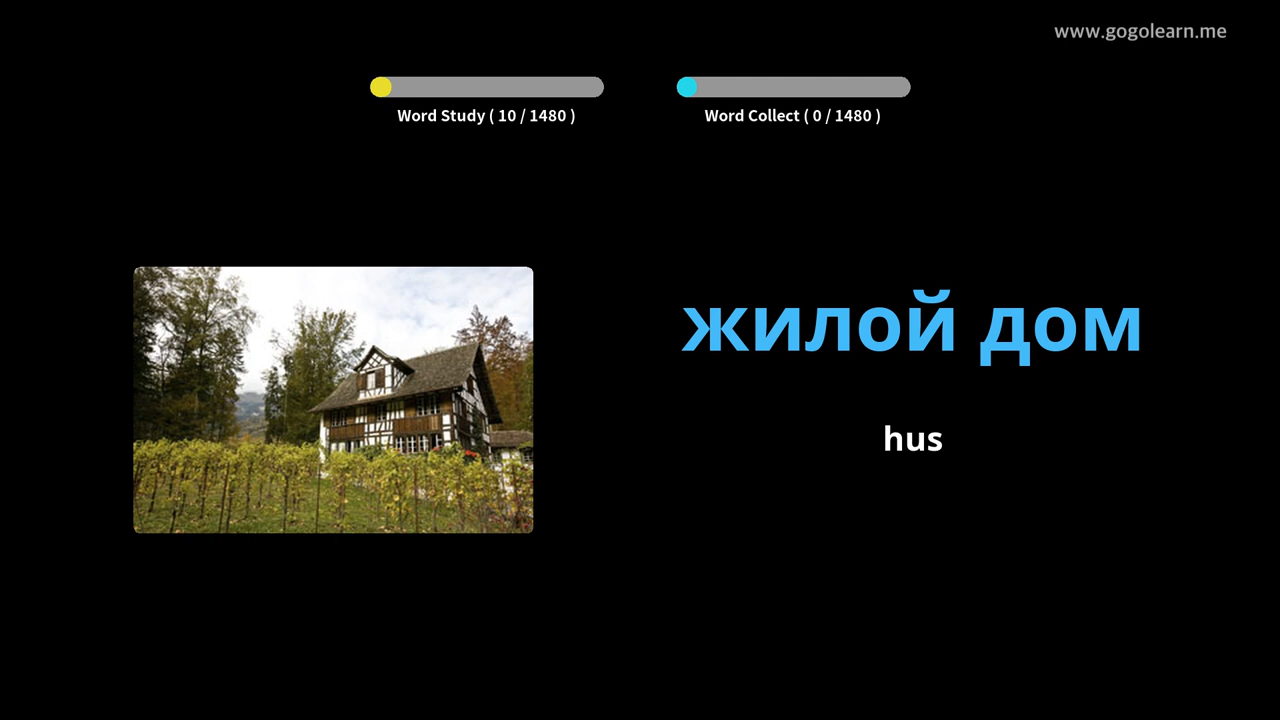 www.gogolearn.me
Word Study ( 10 / 1480 )
Word Collect ( 0 / 1480 )
жилой дом
hus